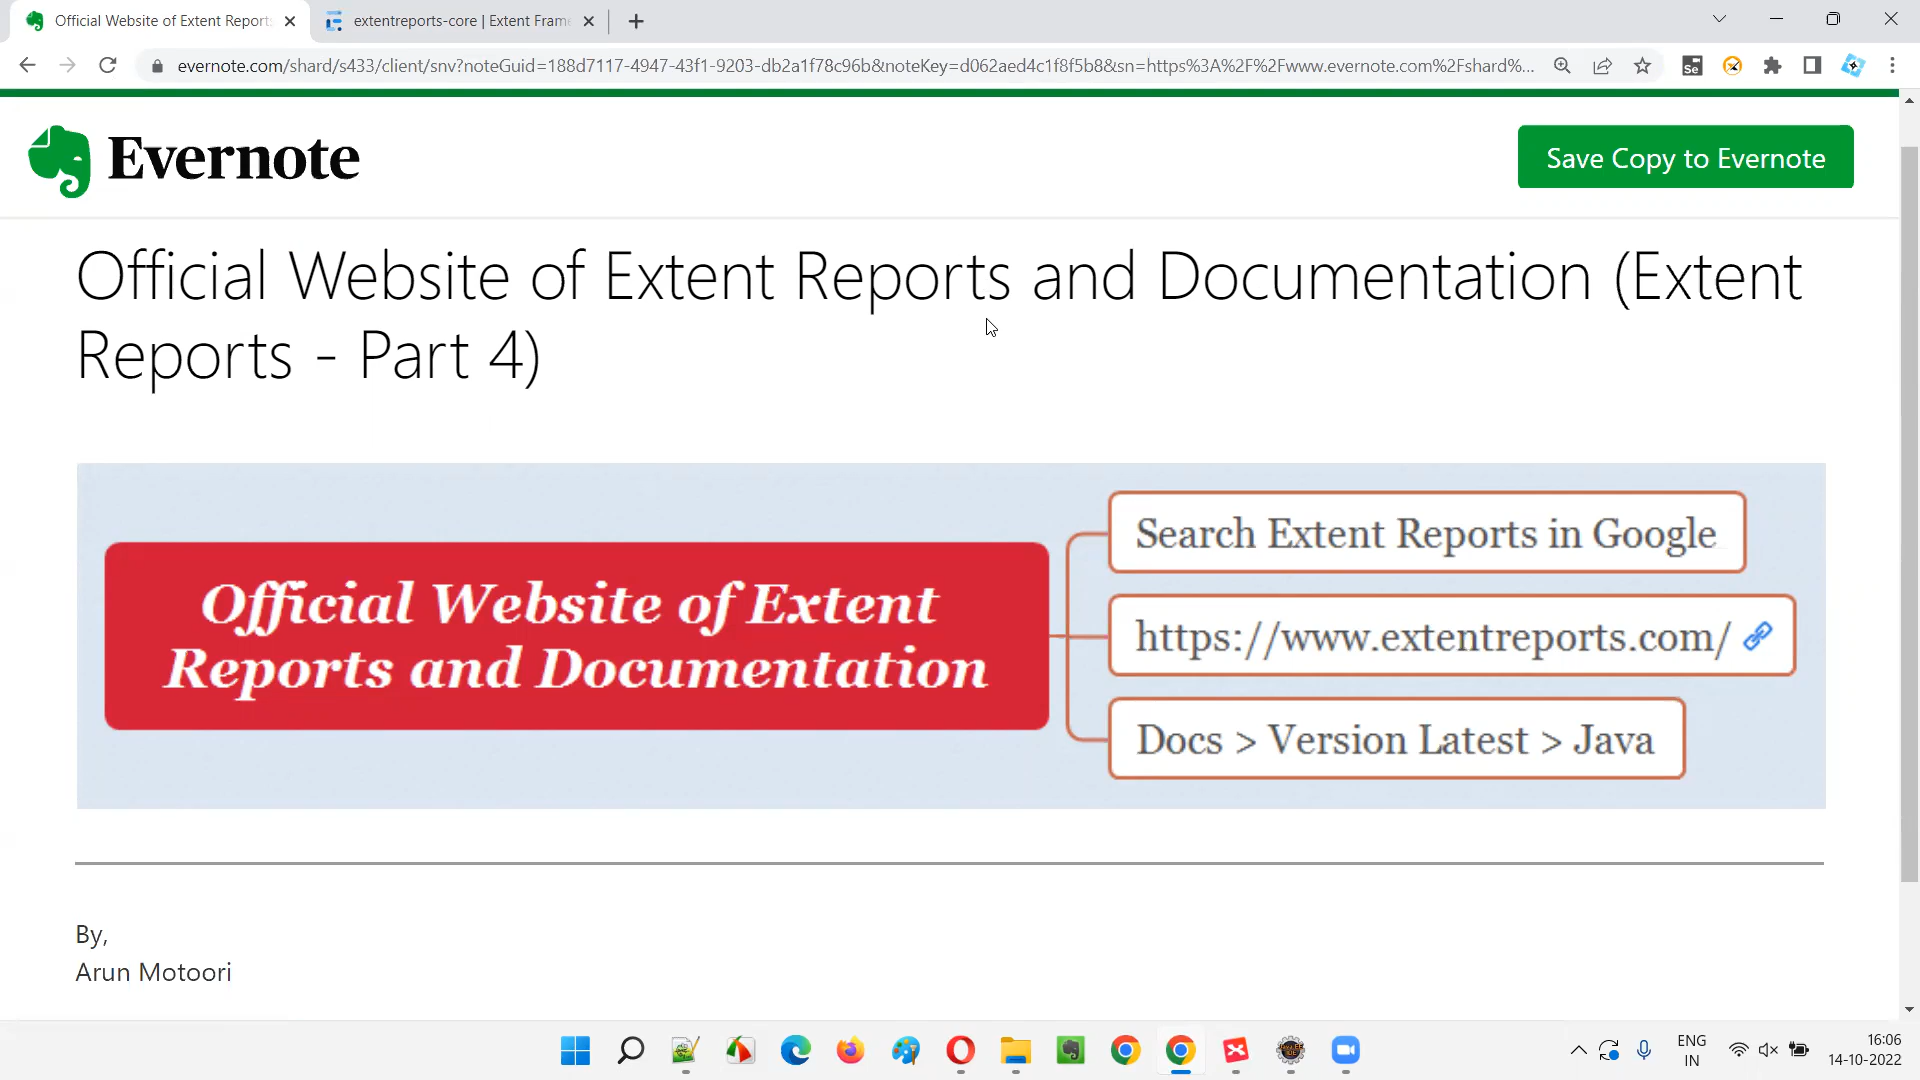 Official Website of Extent Report
extentreports-core | Extent Fram
evernote.com/shard/s433/client/snv?noteGuid=188d7117-4947-43f1-9203-db2a1f78c96b&noteKey=d062aed4c1f8f5b8&sn=https%3A%2F%2Fwww.evernote.com%2Fshard%...
Evernote
Save Copy to Evernote
Official Website of Extent Reports and Documentation (Extent
Reports - Part 4)
Official Website of Extent
Reports and Documentation
Search Extent Reports in Google
https://www.extentreports.com/
Docs > Version Latest > Java
By,
Arun Motoori
ENG
IN
16:06
14-10-2022